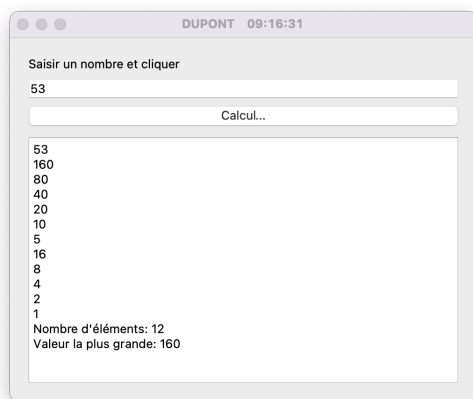 DUPONT 09:16:31
Saisir un nombre et cliquer
53
Calcul...
53
160
80
40
20
10
5
16
8
4
2
1
Nombre d'éléments: 12
Valeur la plus grande: 160